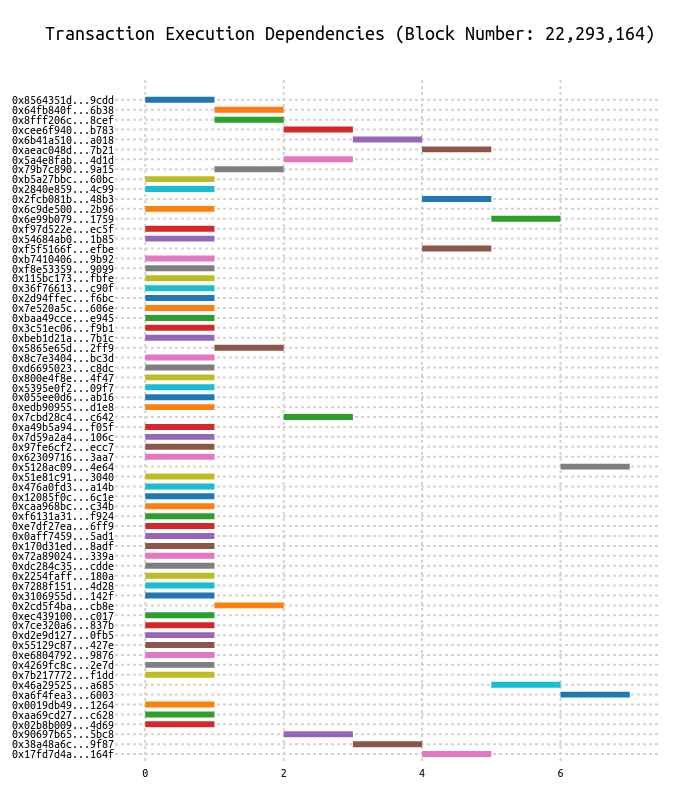 Transaction Execution Dependencies (Block Number: 22,293,164)
0x8564351d...9cdd
0x64fb840f...6b38
0x8fff206c...8cef
0xcee6f940...b783
0x6b41a510...a018
0xaeac048d...7b21
0x5a4e8fab...4d1d
0x79b7c890...9a15
0xb5a27bbc...60bc
0x2840e859...4c99
0x2fcb081b...48b3
0x6c9de500...2b96
0x6e99b079...1759
0xf97d522e...ec5f
0x54684ab0...1b85
0xf5f5166f...efbe
0xb7410406...9b92
0xf8e53359...9099
0x115bc173...fbfe
0x36f76613...c90f
0x2d94ffec...f6bc
0x7e520a5c...606e
0xbaa49cce...e945
0x3c51ec06...f9b1
0xbeb1d21a...7b1c
0x5865e65d...2ff9
0x8c7e3404...bc3d
0xd6695023...c8dc
0x800e4f8e...4f47
0x5395e0f2...09f7
0x055ee0d6...ab16
0xedb90955...d1e8
0x7cbd28c4...c642
0xa49b5a94...f05f
0x7d59a2a4...106c
0x97fe6cf2...ecc7
0x62309716...3aa7
0x5128ac09...4e64
0x51e81c91...3040
0x476a0fd3...a14b
0x12085f0c...6c1e
0xcaa968bc...c34b
0xf6131a31...f924
0xe7df27ea...6ff9
0x0aff7459...5ad1
0x170d31ed...8adf
0x72a89024...339a
0xdc284c35...cdde
0x2254faff...180a
0x7288f151...4d28
0x3106955d...142f
0x2cd5f4ba...cb8e
0xec439100...c017
0x7ce320a6...837b
0xd2e9d127...0fb5
0x55129c87...427e
0xe6804792...9876
0x4269fc8c...2e7d
0x7b217772...f1dd
0x46a29525...a685
0xa6f4fea3...6003
0x0019db49...1264
0xaa69cd27...c628
0x02b8b009...4d69
0x90697b65...5bc8
0x38a48a6c...9f87
0x17fd7d4a...164f
0 2 4 6